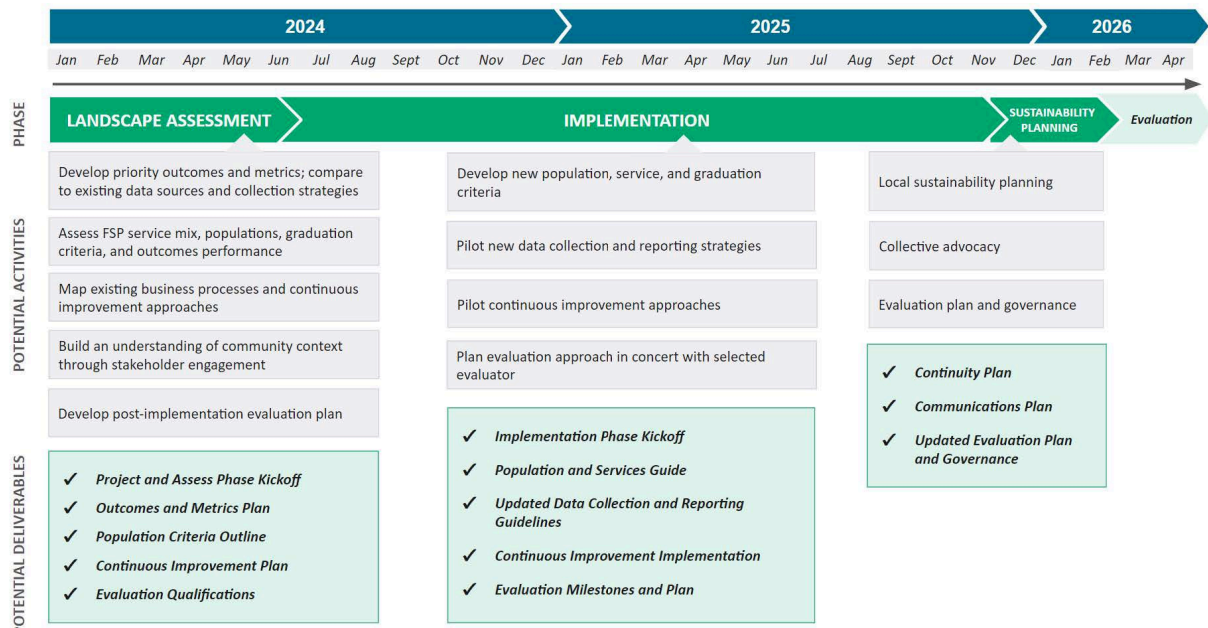 2024 2025 2026
Jan Feb Mar Apr May Jun Jul Aug Sept Oct Nov Dec Jan Feb Mar Apr May Jun Jul Aug Sept Oct Nov Dec Jan Feb Mar Apr
PHASE
LANDSCAPE ASSESSMENT
IMPLEMENTATION
SUSTAINABILITY
PLANNING
Evaluation
POTENTIAL ACTIVITIES
Develop priority outcomes and metrics; compare
to existing data sources and collection strategies
Assess FSP service mix, populations, graduation
criteria, and outcomes performance
Map existing business processes and continuous
improvement approaches
Build an understanding of community context
through stakeholder engagement
Develop post-implementation evaluation plan
Develop new population, service, and graduation
criteria
Pilot new data collection and reporting strategies
Pilot continuous improvement approaches
Plan evaluation approach in concert with selected
evaluator
Local sustainability planning
Collective advocacy
Evaluation plan and governance
POTENTIAL DELIVERABLES
✓ Project and Assess Phase Kickoff
✓ Outcomes and Metrics Plan
✓ Population Criteria Outline
✓ Continuous Improvement Plan
✓ Evaluation Qualifications
✓ Implementation Phase Kickoff
✓ Population and Services Guide
✓ Updated Data Collection and Reporting
Guidelines
✓ Continuous Improvement Implementation
✓ Evaluation Milestones and Plan
✓ Continuity Plan
✓ Communications Plan
✓ Updated Evaluation Plan
and Governance